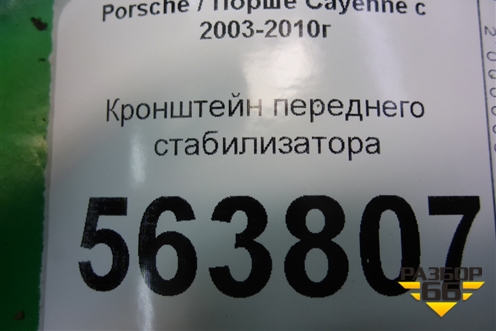 Porsche / Порше Cayenne с
2003-2010г
Кронштейн переднего
стабилизатора
563807
РАЗБОР
66